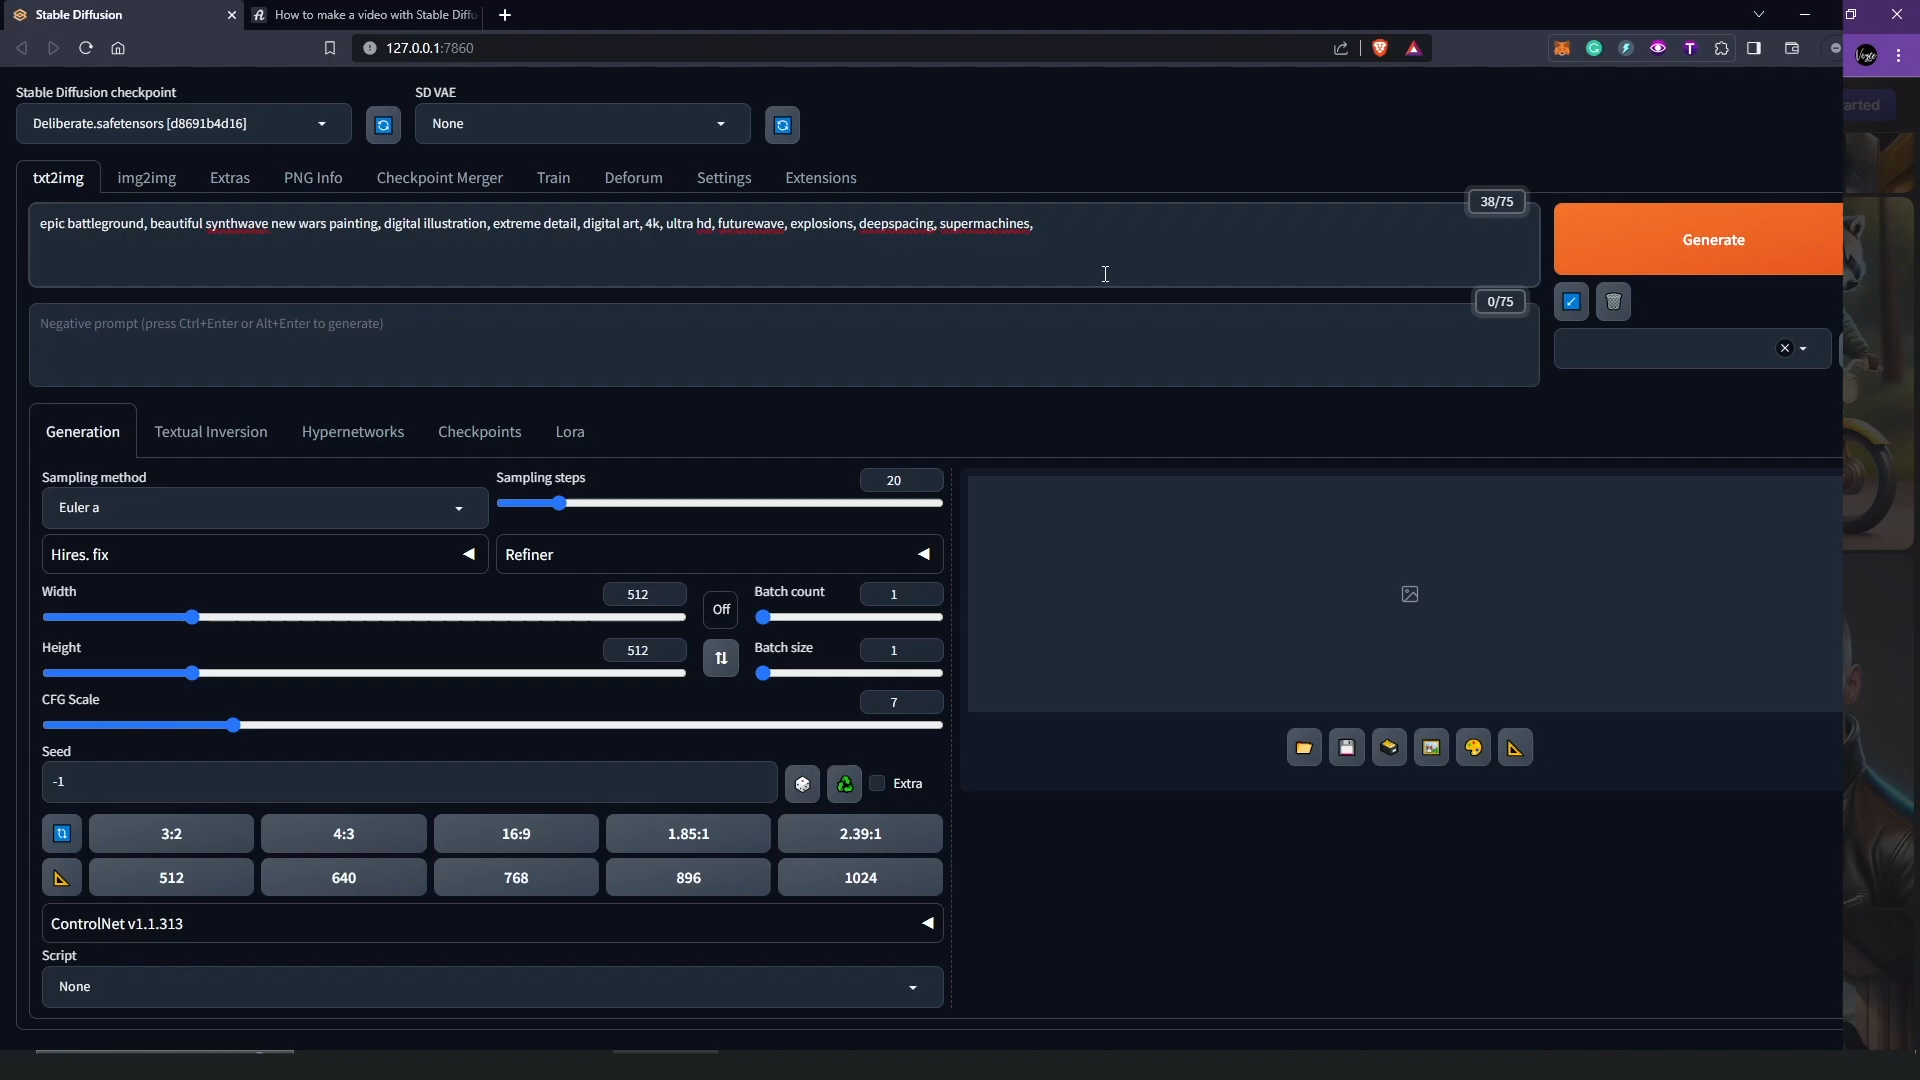 Stable Diffusion
How to make a video with Stable Diffu
127.0.0.1:7860
Stable Diffusion checkpoint
SD VAE
Deliberate.safetensors [d8691b4d16]
None
txt2img
img2img
Extras
PNG Info
Checkpoint Merger
Train
Deforum
Settings
Extensions
38/75
epic battleground, beautiful synthwave new wars painting, digital illustration, extreme detail, digital art, 4k, ultra hd, futurewave, explosions, deepspacing, supermachines,
Generate
0/75
Negative prompt (press Ctrl+Enter or Alt+Enter to generate)
Generation
Textual Inversion
Hypernetworks
Checkpoints
Lora
Sampling method
Sampling steps
20
Euler a
Hires. fix
Refiner
Width
512
Off
Batch count
1
Height
512
Batch size
1
CFG Scale
7
Seed
-1
Extra
3:2
4:3
16:9
1.85:1
2.39:1
512
640
768
896
1024
ControlNet v1.1.313
Script
None
arted